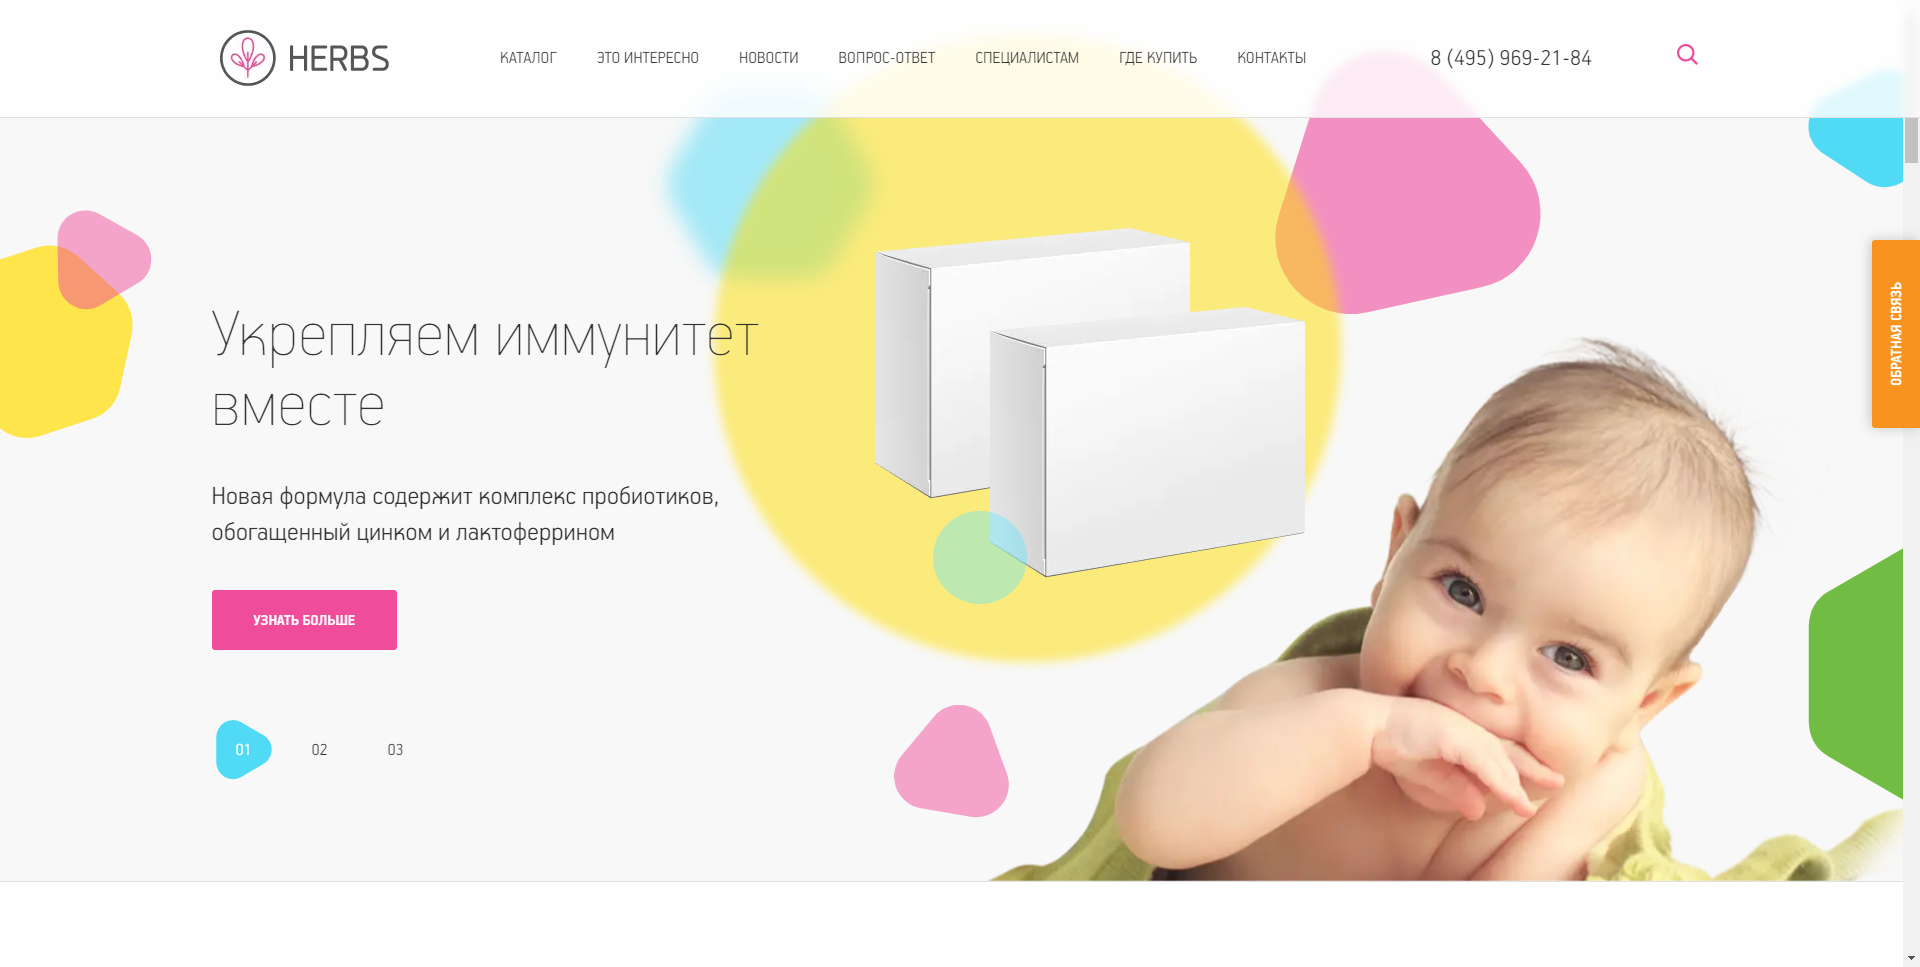 HERBS
КАТАЛОГ
ЭТО ИНТЕРЕСНО
НОВОСТИ
ВОПРОС-ОТВЕТ
СПЕЦИАЛИСТАМ
ГДЕ КУПИТЬ
КОНТАКТЫ
8 (495) 969-21-84
ОБРАТНАЯ СВЯЗЬ
Укрепляем иммунитет
вместе
Новая формула содержит комплекс пробиотиков,
обогащенный цинком и лактоферрином
УЗНАТЬ БОЛЬШЕ
01
02
03